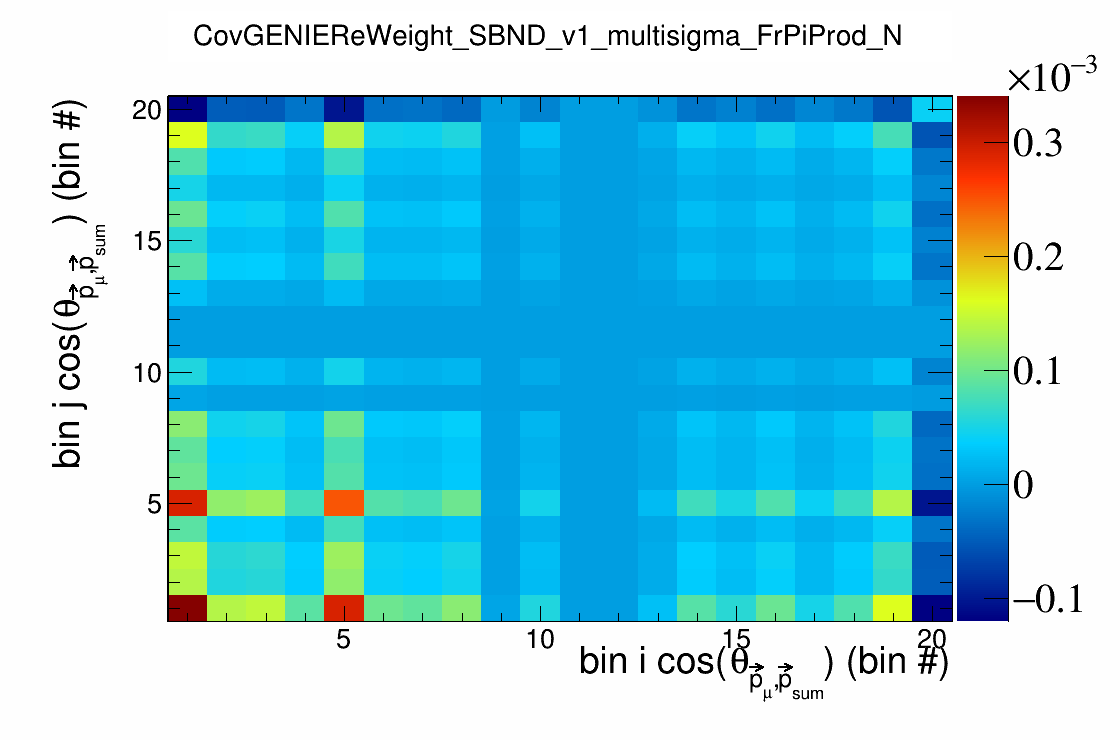 CovGENIEReWeight_SBND_v1_multisigma_FrPiProd_N
×10⁻³
20
15
10
5
0.3
0.2
0.1
0
−0.1
bin j cos(θ p⃗μ,p⃗sum) (bin #)
5 10 15 20
bin i cos(θ p⃗μ,p⃗sum) (bin #)